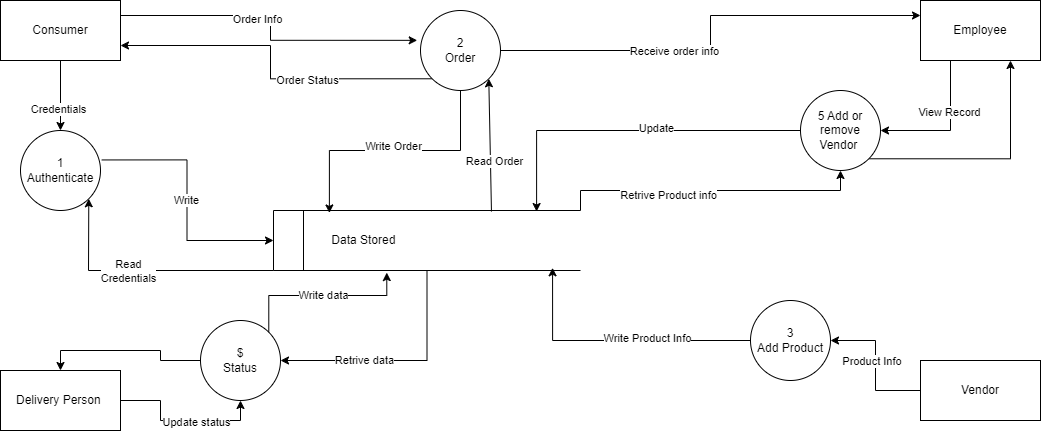 Consumer
Order Info
2
Order
Employee
Receive order info
Order Status
Credentials
View Record
5 Add or
remove
Vendor
Update
Write Order
Read Order
1
Authenticate
Write
Retrive Product info
Data Stored
Read
Credentials
Write data
$
Status
Retrive data
Write Product Info
3
Add Product
Product Info
Delivery Person
Update status
Vendor